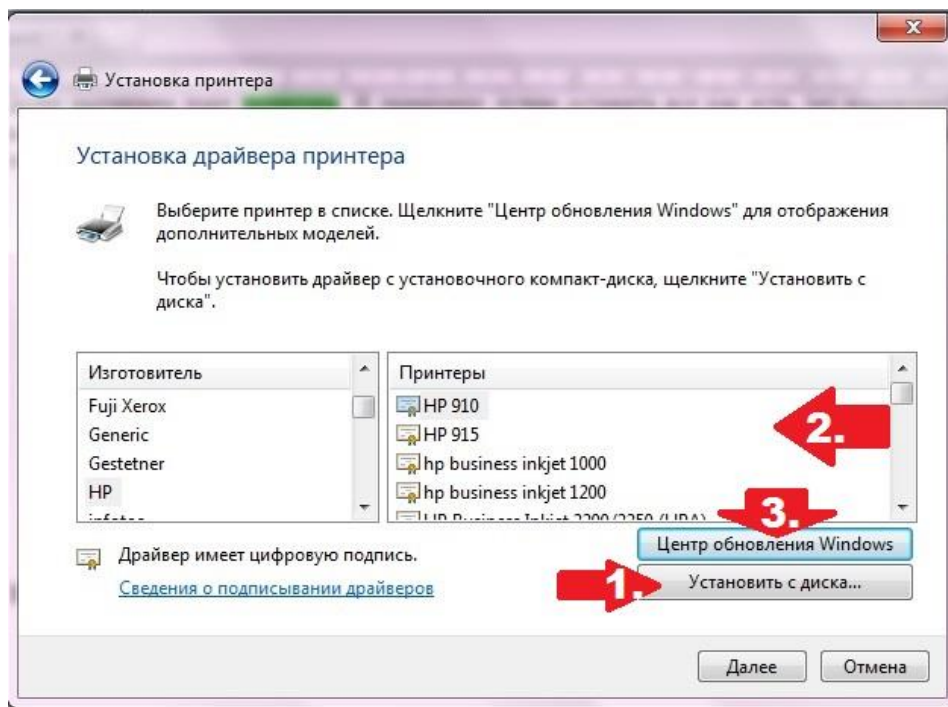 Установка принтера
Установка драйвера принтера
Выберите принтер в списке. Щелкните "Центр обновления Windows" для отображения
дополнительных моделей.
Чтобы установить драйвер с установочного компакт-диска, щелкните "Установить с
диска".
Изготовитель
Fuji Xerox
Generic
Gestetner
HP
Принтеры
HP 910
HP 915
hp business inkjet 1000
hp business inkjet 1200
2.
3.
Драйвер имеет цифровую подпись.
Сведения о подписывании драйверов
Центр обновления Windows
1.
Установить с диска...
Далее
Отмена